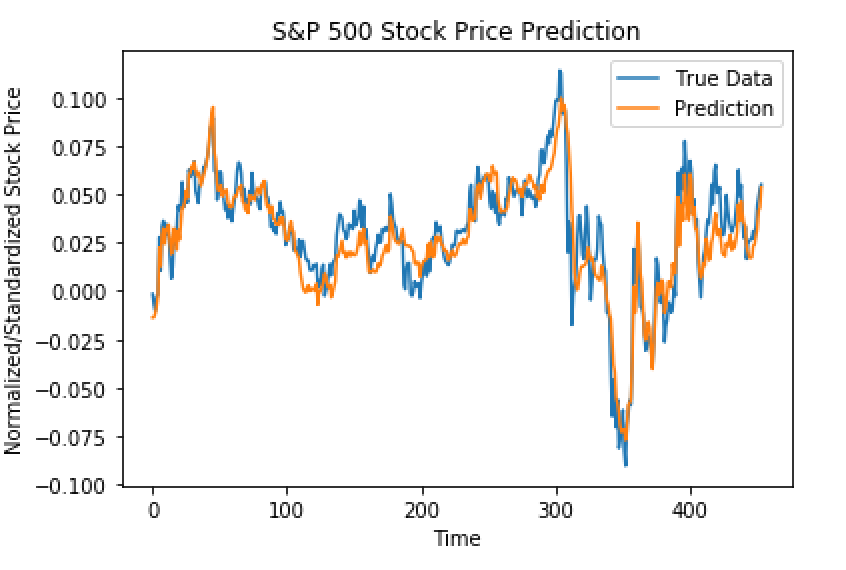 S&P 500 Stock Price Prediction
Normalized/Standardized Stock Price
0.100
0.075
0.050
0.025
0.000
−0.025
−0.050
−0.075
−0.100
True Data
Prediction
0 100 200 300 400
Time